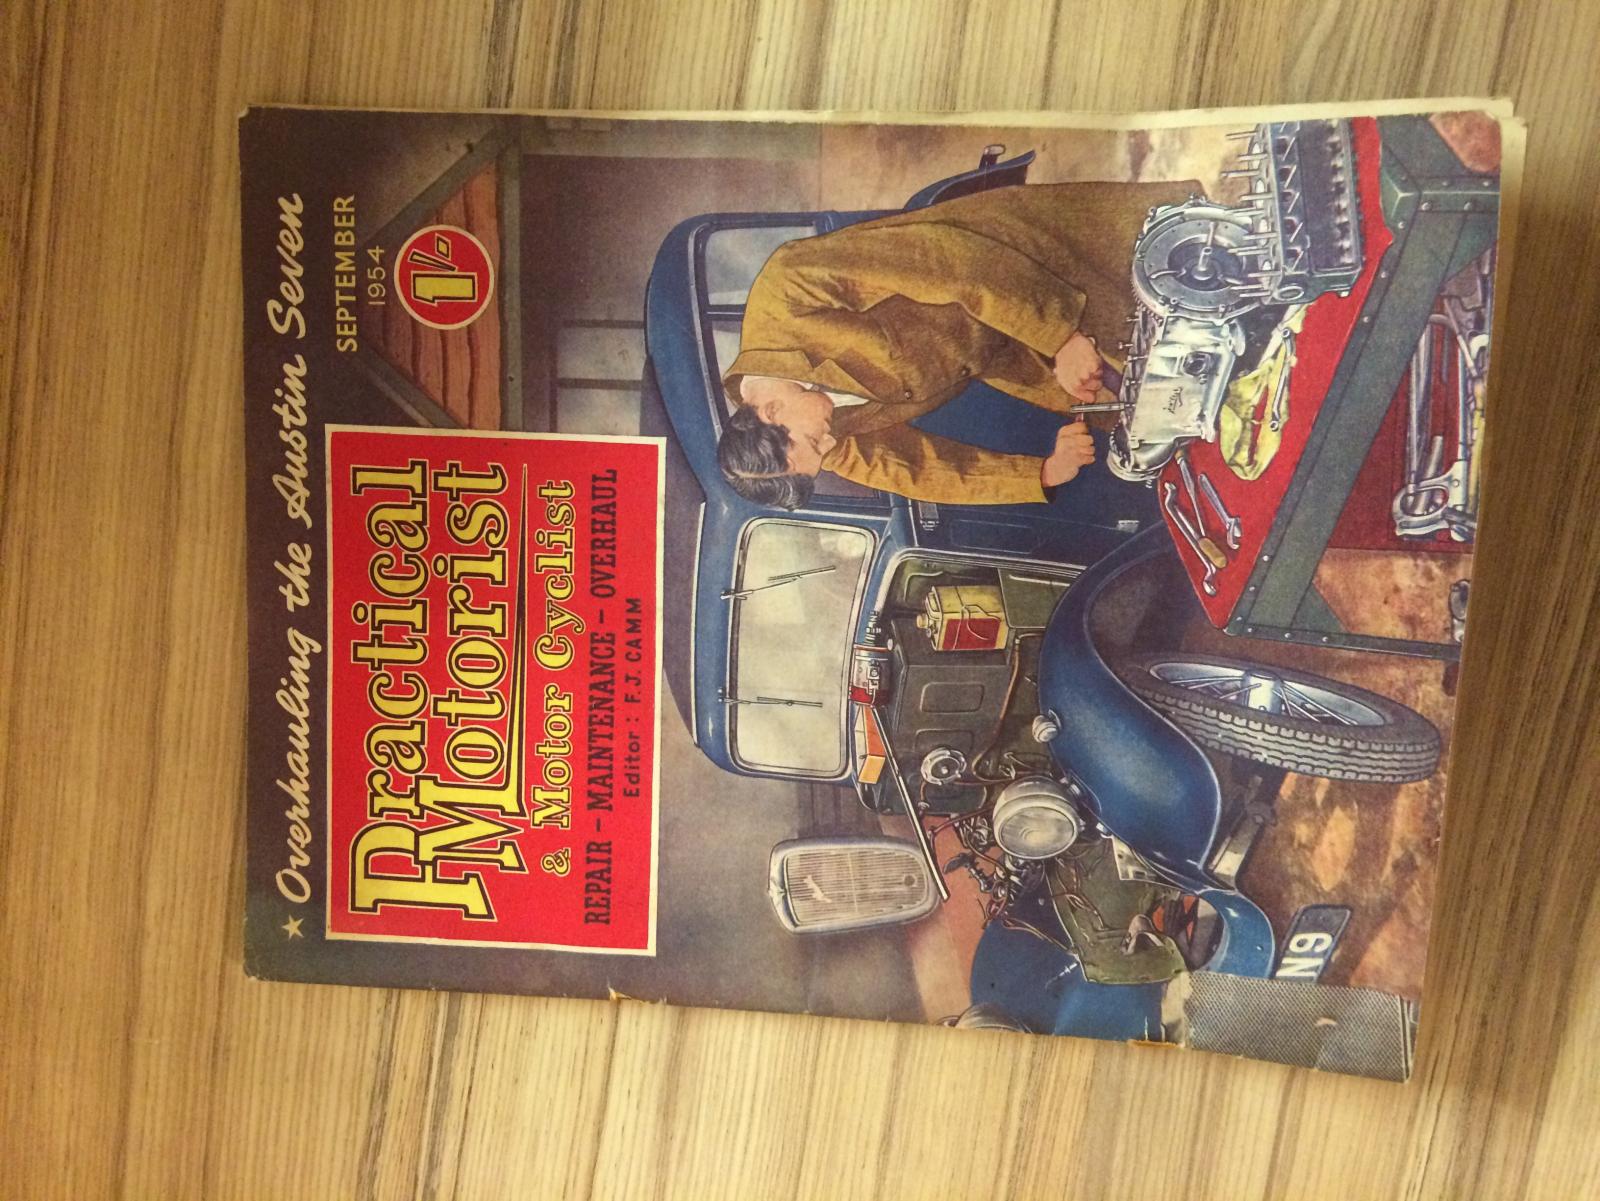 ★ Overhauling the Austin Seven
SEPTEMBER
1954
1/-
Practical
Motorist
& Motor Cyclist
REPAIR - MAINTENANCE - OVERHAUL
Editor : F. J. CAMM
N9